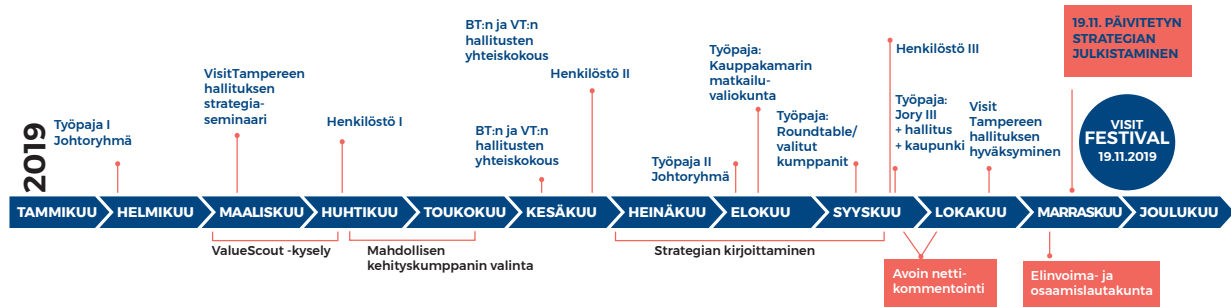 2019
Työpaja I
Johtoryhmä
VisitTampereen
hallituksen
strategia-
seminaari
Henkilöstö I
BT:n ja VT:n
hallitusten
yhteiskokous
BT:n ja VT:n
hallitusten
yhteiskokous
Henkilöstö II
Työpaja II
Johtoryhmä
Työpaja:
Kauppakamarin
matkailu-
valiokunta
Työpaja:
Roundtable/
valitut
kumppanit
Henkilöstö III
Työpaja:
Jory III
+ hallitus
+ kaupunki
Visit
Tampereen
hallituksen
hyväksyminen
19.11. PÄIVITETYN
STRATEGIAN
JULKISTAMINEN
VISIT
FESTIVAL
19.11.2019
TAMMIKUU
HELMIKUU
MAALISKUU
HUHTIKUU
TOUKOKUU
KESÄKUU
HEINÄKUU
ELOKUU
SYYSKUU
LOKAKUU
MARRASKUU
JOULUKUU
ValueScout -kysely
Mahdollisen
kehityskumppanin valinta
Strategian kirjoittaminen
Avoin netti-
kommentointi
Elinvoima- ja
osaamislautakunta